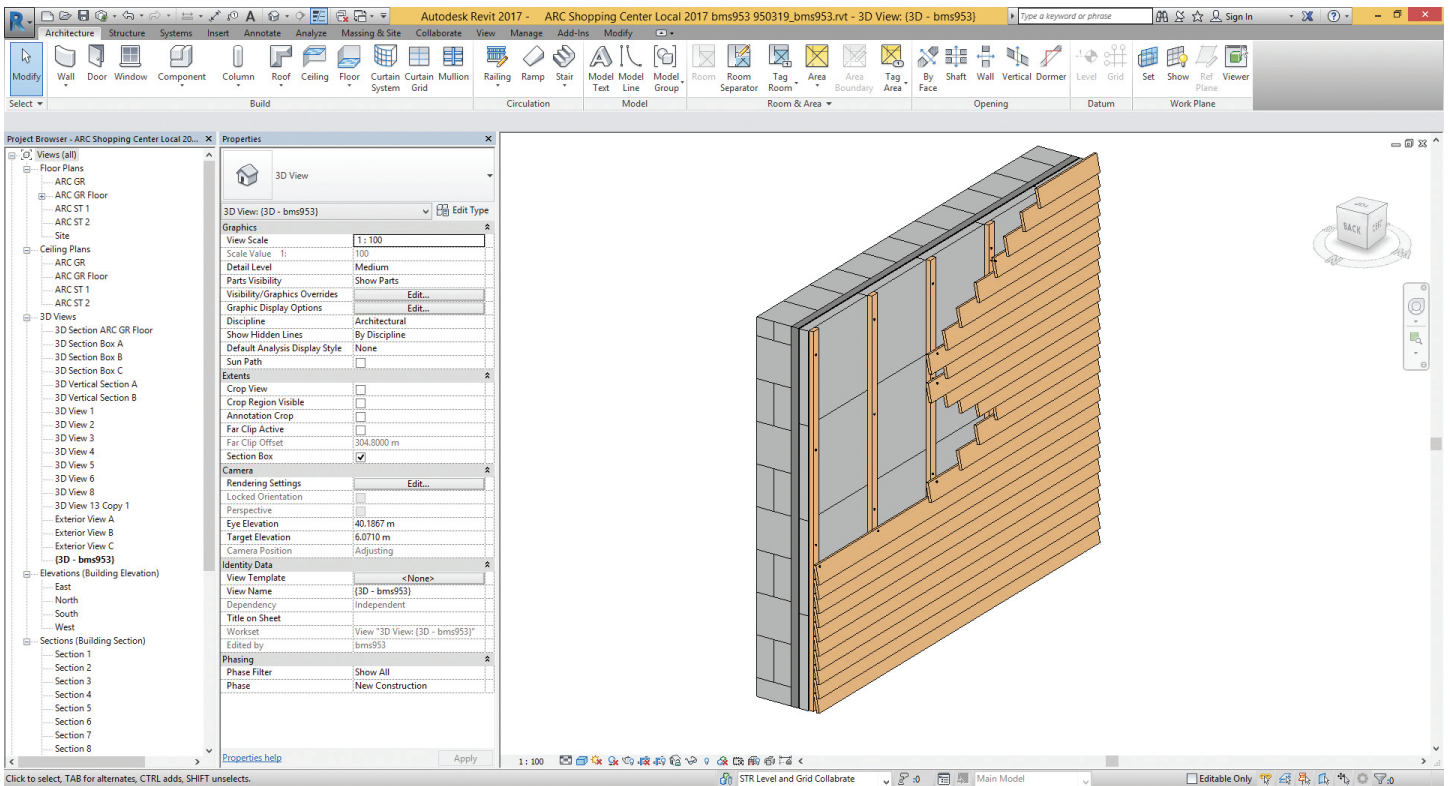 Autodesk Revit 2017 - ARC Shopping Center Local 2017 bms953 950319_bms953.rvt - 3D View: {3D - bms953}
Type a keyword or phrase
Sign In
Architecture Structure Systems Insert Annotate Analyze Massing & Site Collaborate View Manage Add-Ins Modify
Modify Wall Door Window Component Column Roof Ceiling Floor Curtain System Curtain Grid Mullion Railing Ramp Stair Model Text Model Line Model Group Room Room Separator Tag Room Area Area Boundary Tag Area By Face Shaft Wall Vertical Dormer Level Grid Set Show Ref Plane Viewer
Select Build Circulation Model Room & Area Opening Datum Work Plane
Project Browser - ARC Shopping Center Local 20...
Views (all)
Floor Plans
ARC GR
ARC GR Floor
ARC ST 1
ARC ST 2
Site
Ceiling Plans
ARC GR
ARC GR Floor
ARC ST 1
ARC ST 2
3D Views
3D Section ARC GR Floor
3D Section Box A
3D Section Box B
3D Section Box C
3D Vertical Section A
3D Vertical Section B
3D View 1
3D View 2
3D View 3
3D View 4
3D View 5
3D View 6
3D View 8
3D View 13 Copy 1
Exterior View A
Exterior View B
Exterior View C
{3D - bms953}
Elevations (Building Elevation)
East
North
South
West
Sections (Building Section)
Section 1
Section 2
Section 3
Section 4
Section 5
Section 6
Section 7
Section 8
Properties
3D View
3D View: {3D - bms953} Edit Type
Graphics
View Scale 1 : 100
Scale Value 1: 100
Detail Level Medium
Parts Visibility Show Parts
Visibility/Graphics Overrides Edit...
Graphic Display Options Edit...
Discipline Architectural
Show Hidden Lines By Discipline
Default Analysis Display Style None
Sun Path
Extents
Crop View
Crop Region Visible
Annotation Crop
Far Clip Active
Far Clip Offset 304.8000 m
Section Box
Camera
Rendering Settings Edit...
Locked Orientation
Perspective
Eye Elevation 40.1867 m
Target Elevation 6.0710 m
Camera Position Adjusting
Identity Data
View Template <None>
View Name {3D - bms953}
Dependency Independent
Title on Sheet
Workset View "3D View: {3D - bms953}"
Edited by bms953
Phasing
Phase Filter Show All
Phase New Construction
Properties help Apply
BACK
1 : 100
Click to select, TAB for alternates, CTRL adds, SHIFT unselects.
STR Level and Grid Collabrate
:0
Main Model
Editable Only
:0